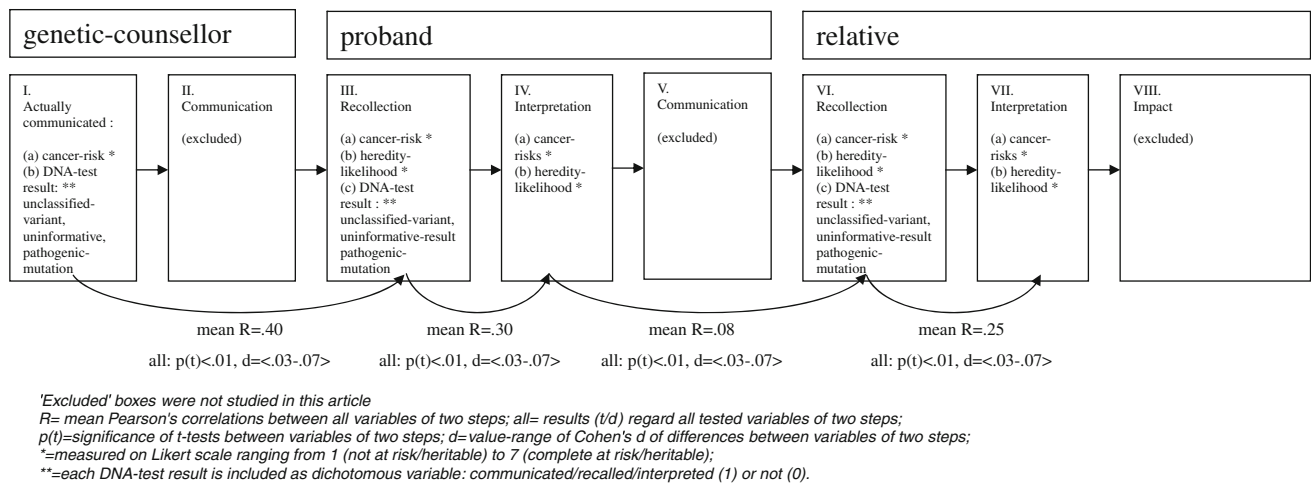 genetic-counsellor
proband
relative
I.
Actually
communicated :
(a) cancer-risk *
(b) DNA-test
result: **
unclassified-
variant,
uninformative,
pathogenic-
mutation
II.
Communication
(excluded)
III.
Recollection
(a) cancer-risk *
(b) heredity-
likelihood *
(c) DNA-test
result : **
unclassified-variant,
uninformative-result
pathogenic-
mutation
IV.
Interpretation
(a) cancer-
risks *
(b) heredity-
likelihood *
V.
Communication
(excluded)
VI.
Recollection
(a) cancer-risk *
(b) heredity-
likelihood *
(c) DNA-test
result : **
unclassified-variant,
uninformative-result
pathogenic-
mutation
VII.
Interpretation
(a) cancer-
risks *
(b) heredity-
likelihood *
VIII.
Impact
(excluded)
mean R=.40
all: p(t)<.01, d=<.03-.07>
mean R=.30
all: p(t)<.01, d=<.03-.07>
mean R=.08
all: p(t)<.01, d=<.03-.07>
mean R=.25
all: p(t)<.01, d=<.03-.07>
'Excluded' boxes were not studied in this article
R= mean Pearson's correlations between all variables of two steps; all= results (t/d) regard all tested variables of two steps;
p(t)=significance of t-tests between variables of two steps; d=value-range of Cohen's d of differences between variables of two steps;
*=measured on Likert scale ranging from 1 (not at risk/heritable) to 7 (complete at risk/heritable);
**=each DNA-test result is included as dichotomous variable: communicated/recalled/interpreted (1) or not (0).